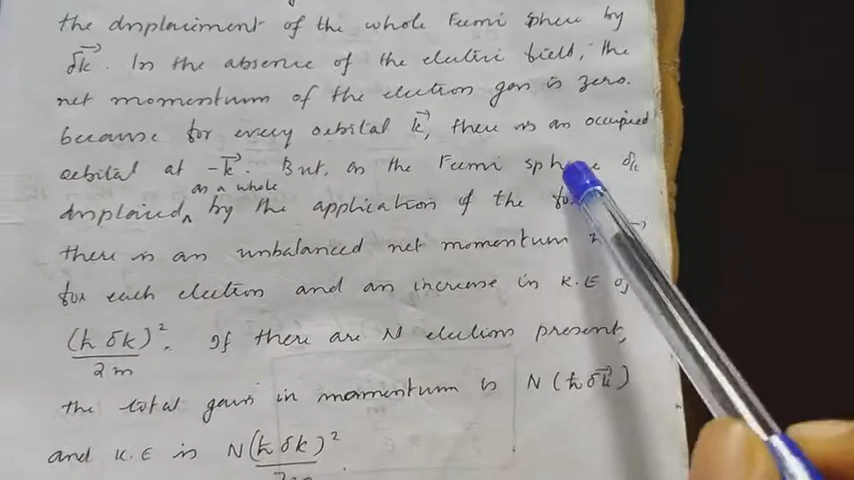 the displacement of the whole Fermi sphere by
δk⃗. In the absence of the electric field, the
net momentum of the electron gas is zero.
because for every orbital k⃗, there is an occupied
orbital at -k⃗. But, as the Fermi
as a whole
displaced by the application of the
there is an unbalanced net momentum
for each electron and an increase in K.E of
(ħ δk)²/2m. If there are N electrons present,
the total gain in momentum is N(ħδk⃗)
and K.E is N(ħ δk)²/2m.